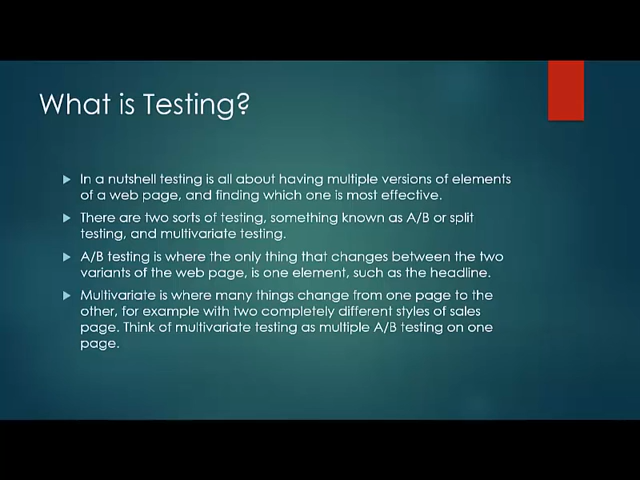 What is Testing?
In a nutshell testing is all about having multiple versions of elements
of a web page, and finding which one is most effective.
There are two sorts of testing, something known as A/B or split
testing, and multivariate testing.
A/B testing is where the only thing that changes between the two
variants of the web page, is one element, such as the headline.
Multivariate is where many things change from one page to the
other, for example with two completely different styles of sales
page. Think of multivariate testing as multiple A/B testing on one
page.